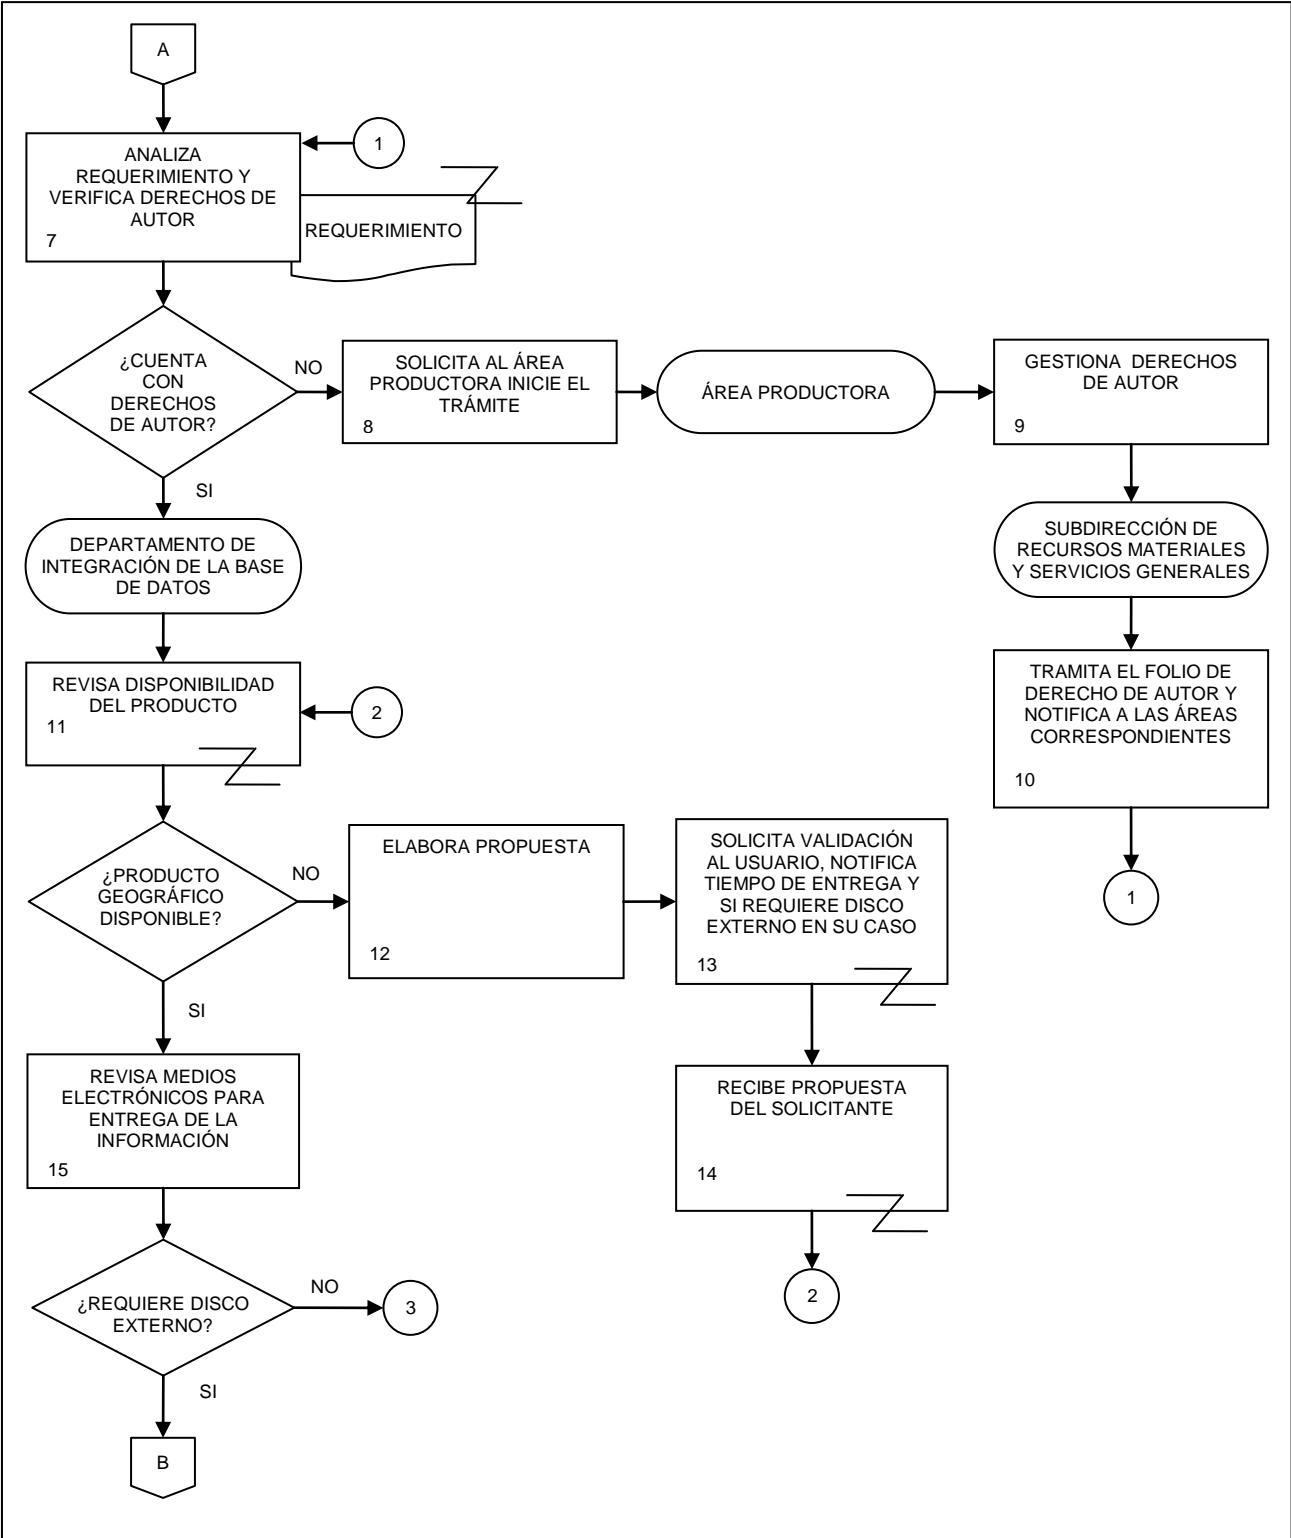 A
1
ANALIZA
REQUERIMIENTO Y
VERIFICA DERECHOS DE
AUTOR
7
REQUERIMIENTO
¿CUENTA
CON
DERECHOS
DE AUTOR?
NO
SI
SOLICITA AL ÁREA
PRODUCTORA INICIE EL
TRÁMITE
8
ÁREA PRODUCTORA
GESTIONA DERECHOS
DE AUTOR
9
SUBDIRECCIÓN DE
RECURSOS MATERIALES
Y SERVICIOS GENERALES
TRAMITA EL FOLIO DE
DERECHO DE AUTOR Y
NOTIFICA A LAS ÁREAS
CORRESPONDIENTES
10
1
DEPARTAMENTO DE
INTEGRACIÓN DE LA BASE
DE DATOS
REVISA DISPONIBILIDAD
DEL PRODUCTO
11
2
¿PRODUCTO
GEOGRÁFICO
DISPONIBLE?
NO
SI
ELABORA PROPUESTA
12
SOLICITA VALIDACIÓN
AL USUARIO, NOTIFICA
TIEMPO DE ENTREGA Y
SI REQUIERE DISCO
EXTERNO EN SU CASO
13
RECIBE PROPUESTA
DEL SOLICITANTE
14
2
REVISA MEDIOS
ELECTRÓNICOS PARA
ENTREGA DE LA
INFORMACIÓN
15
¿REQUIERE DISCO
EXTERNO?
NO
3
SI
B